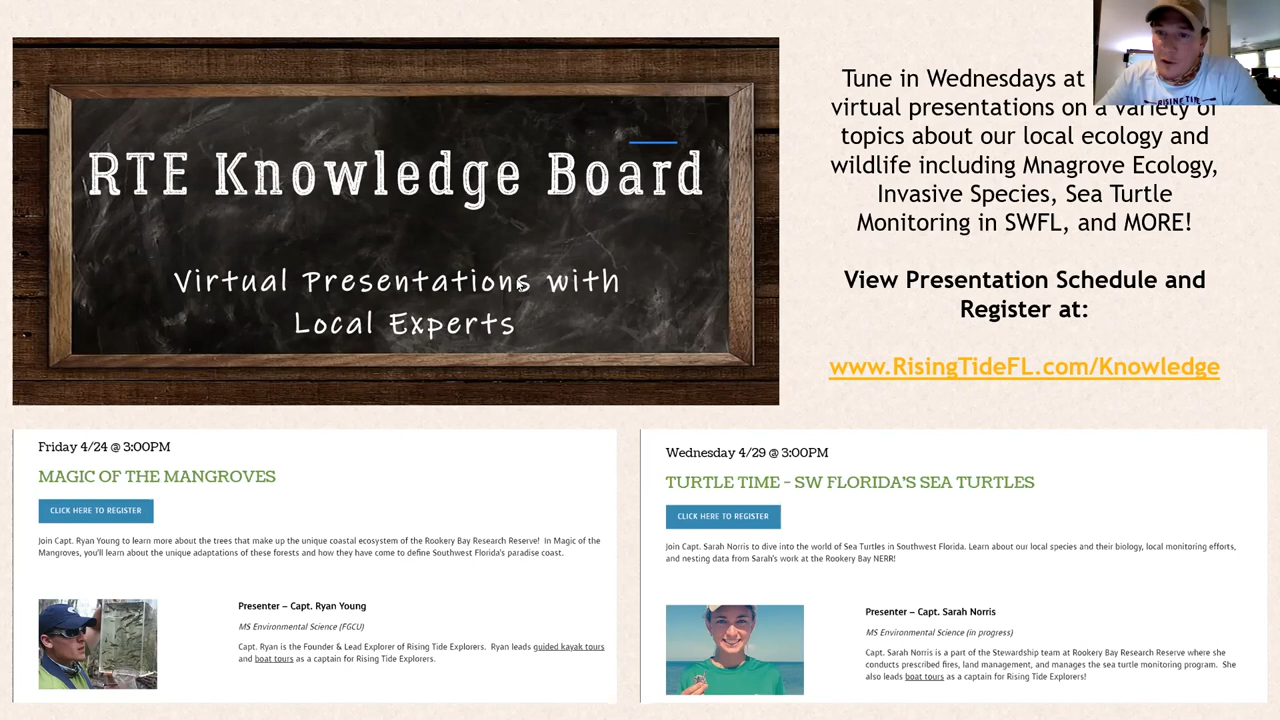 RTE Knowledge Board
Virtual Presentations with
Local Experts
Tune in Wednesdays at
virtual presentations on a variety of
topics about our local ecology and
wildlife including Mnagrove Ecology,
Invasive Species, Sea Turtle
Monitoring in SWFL, and MORE!
View Presentation Schedule and
Register at:
www.RisingTideFL.com/Knowledge
RISING TIDE
Friday 4/24 @ 3:00PM
MAGIC OF THE MANGROVES
CLICK HERE TO REGISTER
Join Capt. Ryan Young to learn more about the trees that make up the unique coastal ecosystem of the Rookery Bay Research Reserve! In Magic of the
Mangroves, you'll learn about the unique adaptations of these forests and how they have come to define Southwest Florida's paradise coast.
Presenter – Capt. Ryan Young
MS Environmental Science (FGCU)
Capt. Ryan is the Founder & Lead Explorer of Rising Tide Explorers. Ryan leads guided kayak tours
and boat tours as a captain for Rising Tide Explorers.
Wednesday 4/29 @ 3:00PM
TURTLE TIME - SW FLORIDA'S SEA TURTLES
CLICK HERE TO REGISTER
Join Capt. Sarah Norris to dive into the world of Sea Turtles in Southwest Florida. Learn about our local species and their biology, local monitoring efforts,
and nesting data from Sarah's work at the Rookery Bay NERR!
Presenter – Capt. Sarah Norris
MS Environmental Science (in progress)
Capt. Sarah Norris is a part of the Stewardship team at Rookery Bay Research Reserve where she
conducts prescribed fires, land management, and manages the sea turtle monitoring program. She
also leads boat tours as a captain for Rising Tide Explorers!